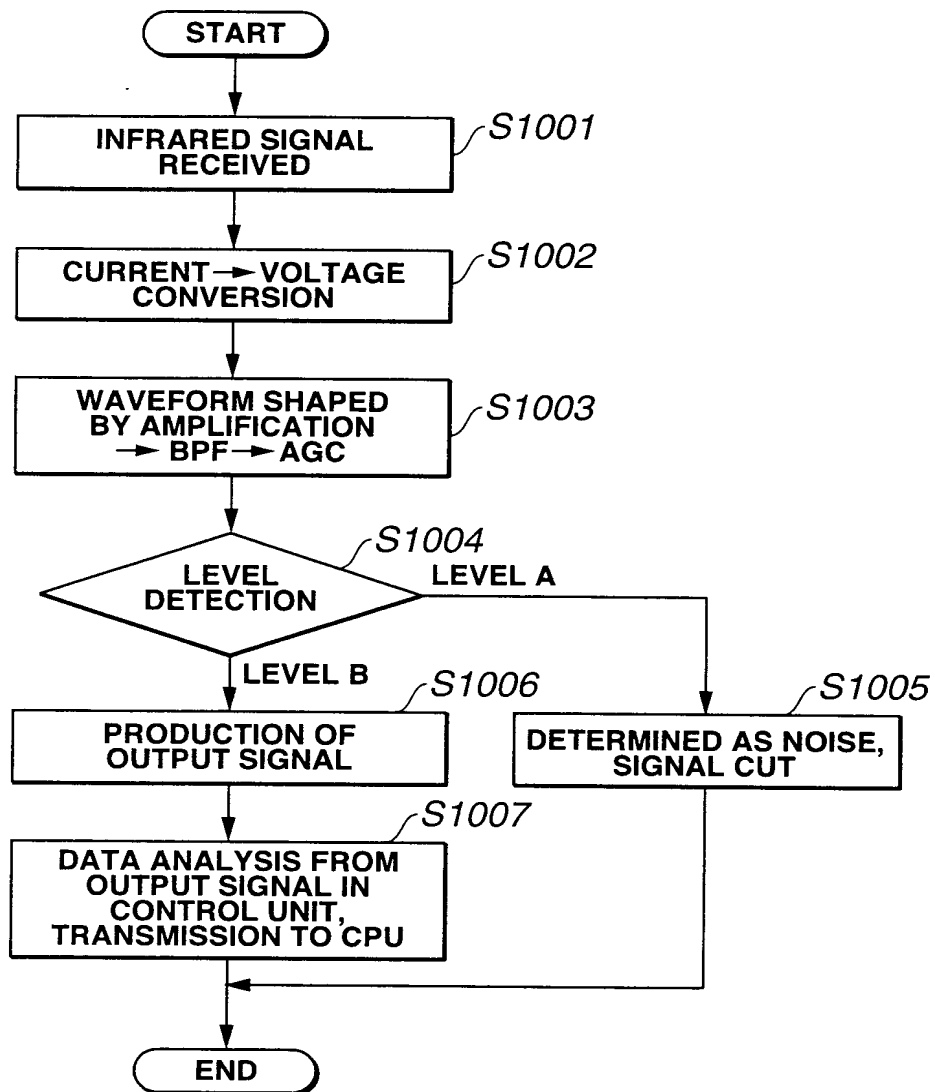 START
INFRARED SIGNAL
RECEIVED
S1001
CURRENT → VOLTAGE
CONVERSION
S1002
WAVEFORM SHAPED
BY AMPLIFICATION
→ BPF → AGC
S1003
LEVEL
DETECTION
S1004
LEVEL A
LEVEL B
S1006
PRODUCTION OF
OUTPUT SIGNAL
S1005
DETERMINED AS NOISE,
SIGNAL CUT
S1007
DATA ANALYSIS FROM
OUTPUT SIGNAL IN
CONTROL UNIT,
TRANSMISSION TO CPU
END